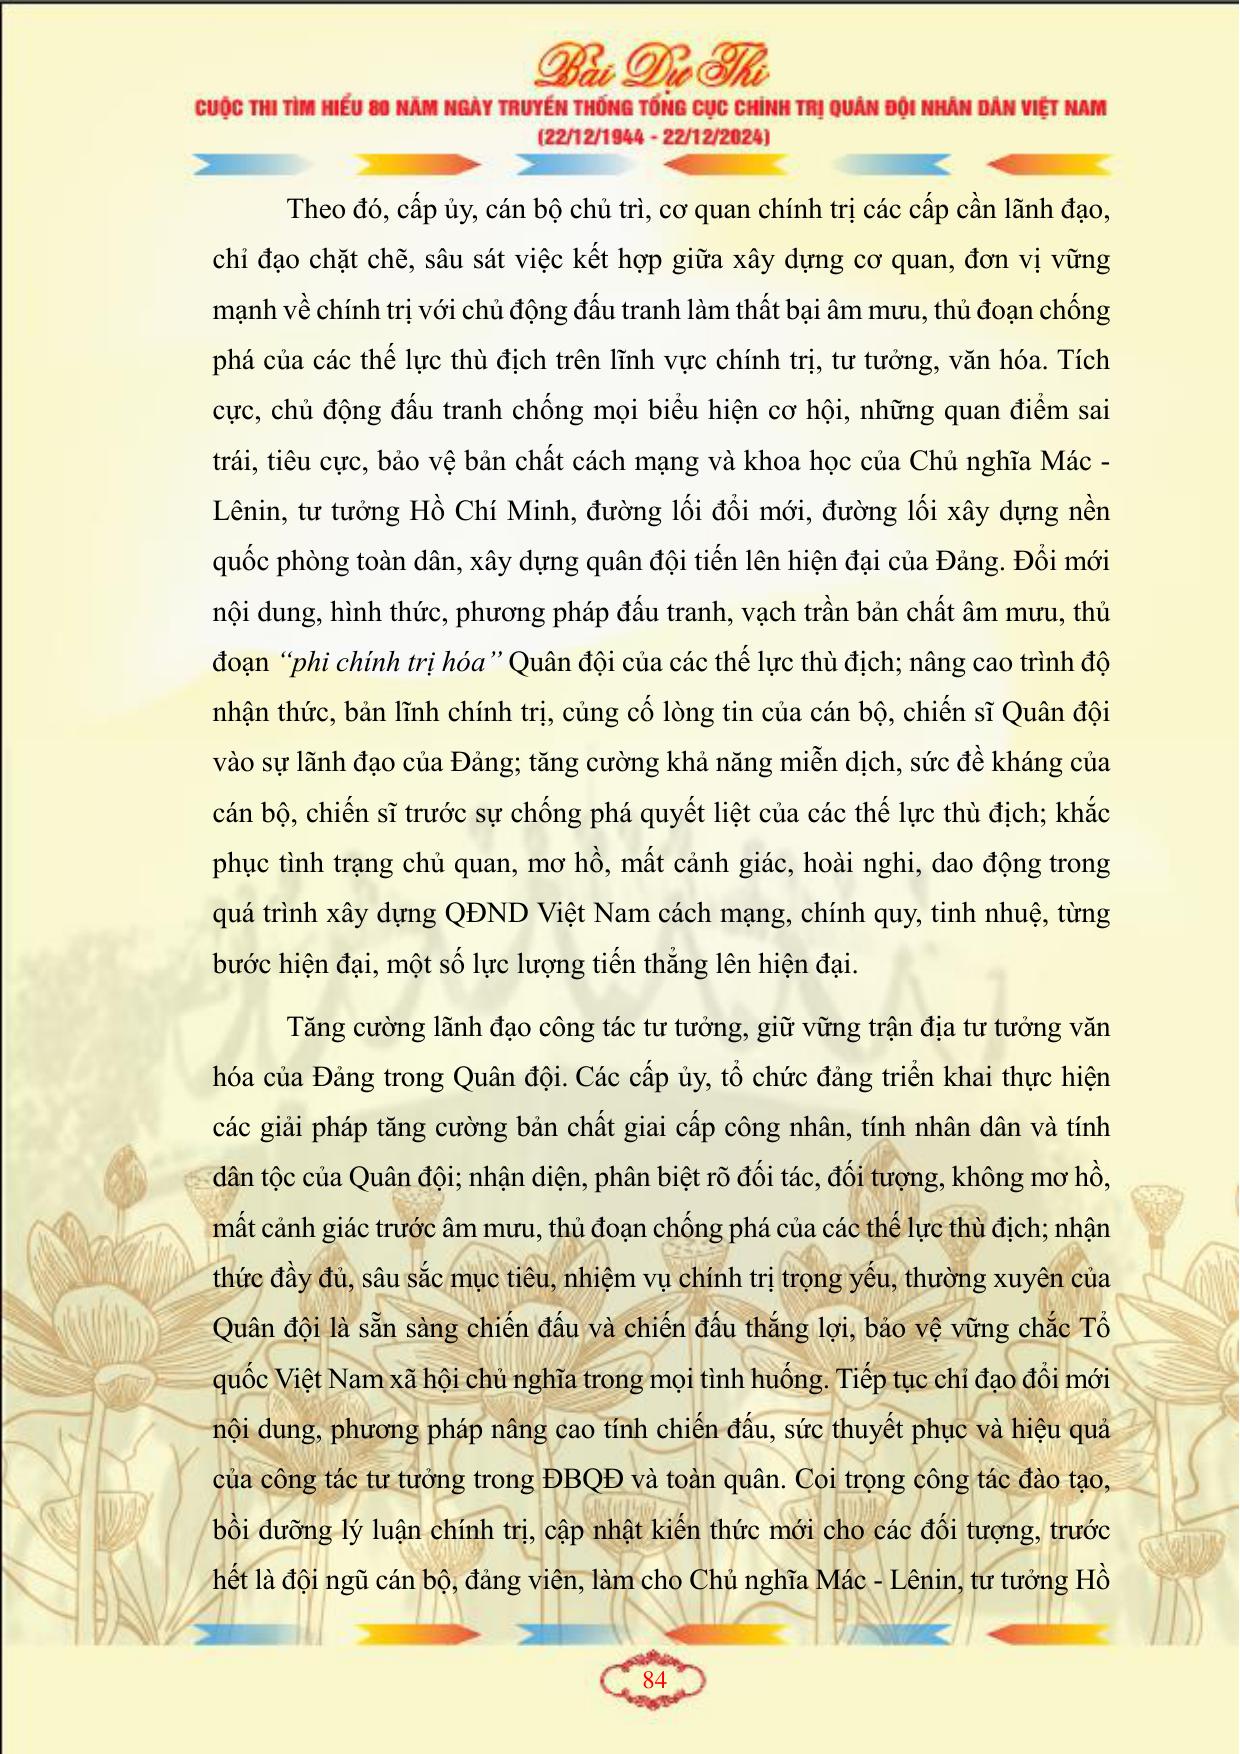 Bài Dự Thi
CUỘC THI TÌM HIỂU 80 NĂM NGÀY TRUYỀN THỐNG TỔNG CỤC CHÍNH TRỊ QUÂN ĐỘI NHÂN DÂN VIỆT NAM
(22/12/1944 - 22/12/2024)
Theo đó, cấp ủy, cán bộ chủ trì, cơ quan chính trị các cấp cần lãnh đạo,
chỉ đạo chặt chẽ, sâu sát việc kết hợp giữa xây dựng cơ quan, đơn vị vững
mạnh về chính trị với chủ động đấu tranh làm thất bại âm mưu, thủ đoạn chống
phá của các thế lực thù địch trên lĩnh vực chính trị, tư tưởng, văn hóa. Tích
cực, chủ động đấu tranh chống mọi biểu hiện cơ hội, những quan điểm sai
trái, tiêu cực, bảo vệ bản chất cách mạng và khoa học của Chủ nghĩa Mác -
Lênin, tư tưởng Hồ Chí Minh, đường lối đổi mới, đường lối xây dựng nền
quốc phòng toàn dân, xây dựng quân đội tiến lên hiện đại của Đảng. Đổi mới
nội dung, hình thức, phương pháp đấu tranh, vạch trần bản chất âm mưu, thủ
đoạn “phi chính trị hóa” Quân đội của các thế lực thù địch; nâng cao trình độ
nhận thức, bản lĩnh chính trị, củng cố lòng tin của cán bộ, chiến sĩ Quân đội
vào sự lãnh đạo của Đảng; tăng cường khả năng miễn dịch, sức đề kháng của
cán bộ, chiến sĩ trước sự chống phá quyết liệt của các thế lực thù địch; khắc
phục tình trạng chủ quan, mơ hồ, mất cảnh giác, hoài nghi, dao động trong
quá trình xây dựng QĐND Việt Nam cách mạng, chính quy, tinh nhuệ, từng
bước hiện đại, một số lực lượng tiến thẳng lên hiện đại.
Tăng cường lãnh đạo công tác tư tưởng, giữ vững trận địa tư tưởng văn
hóa của Đảng trong Quân đội. Các cấp ủy, tổ chức đảng triển khai thực hiện
các giải pháp tăng cường bản chất giai cấp công nhân, tính nhân dân và tính
dân tộc của Quân đội; nhận diện, phân biệt rõ đối tác, đối tượng, không mơ hồ,
mất cảnh giác trước âm mưu, thủ đoạn chống phá của các thế lực thù địch; nhận
thức đầy đủ, sâu sắc mục tiêu, nhiệm vụ chính trị trọng yếu, thường xuyên của
Quân đội là sẵn sàng chiến đấu và chiến đấu thắng lợi, bảo vệ vững chắc Tổ
quốc Việt Nam xã hội chủ nghĩa trong mọi tình huống. Tiếp tục chỉ đạo đổi mới
nội dung, phương pháp nâng cao tính chiến đấu, sức thuyết phục và hiệu quả
của công tác tư tưởng trong ĐBQĐ và toàn quân. Coi trọng công tác đào tạo,
bồi dưỡng lý luận chính trị, cập nhật kiến thức mới cho các đối tượng, trước
hết là đội ngũ cán bộ, đảng viên, làm cho Chủ nghĩa Mác - Lênin, tư tưởng Hồ
84